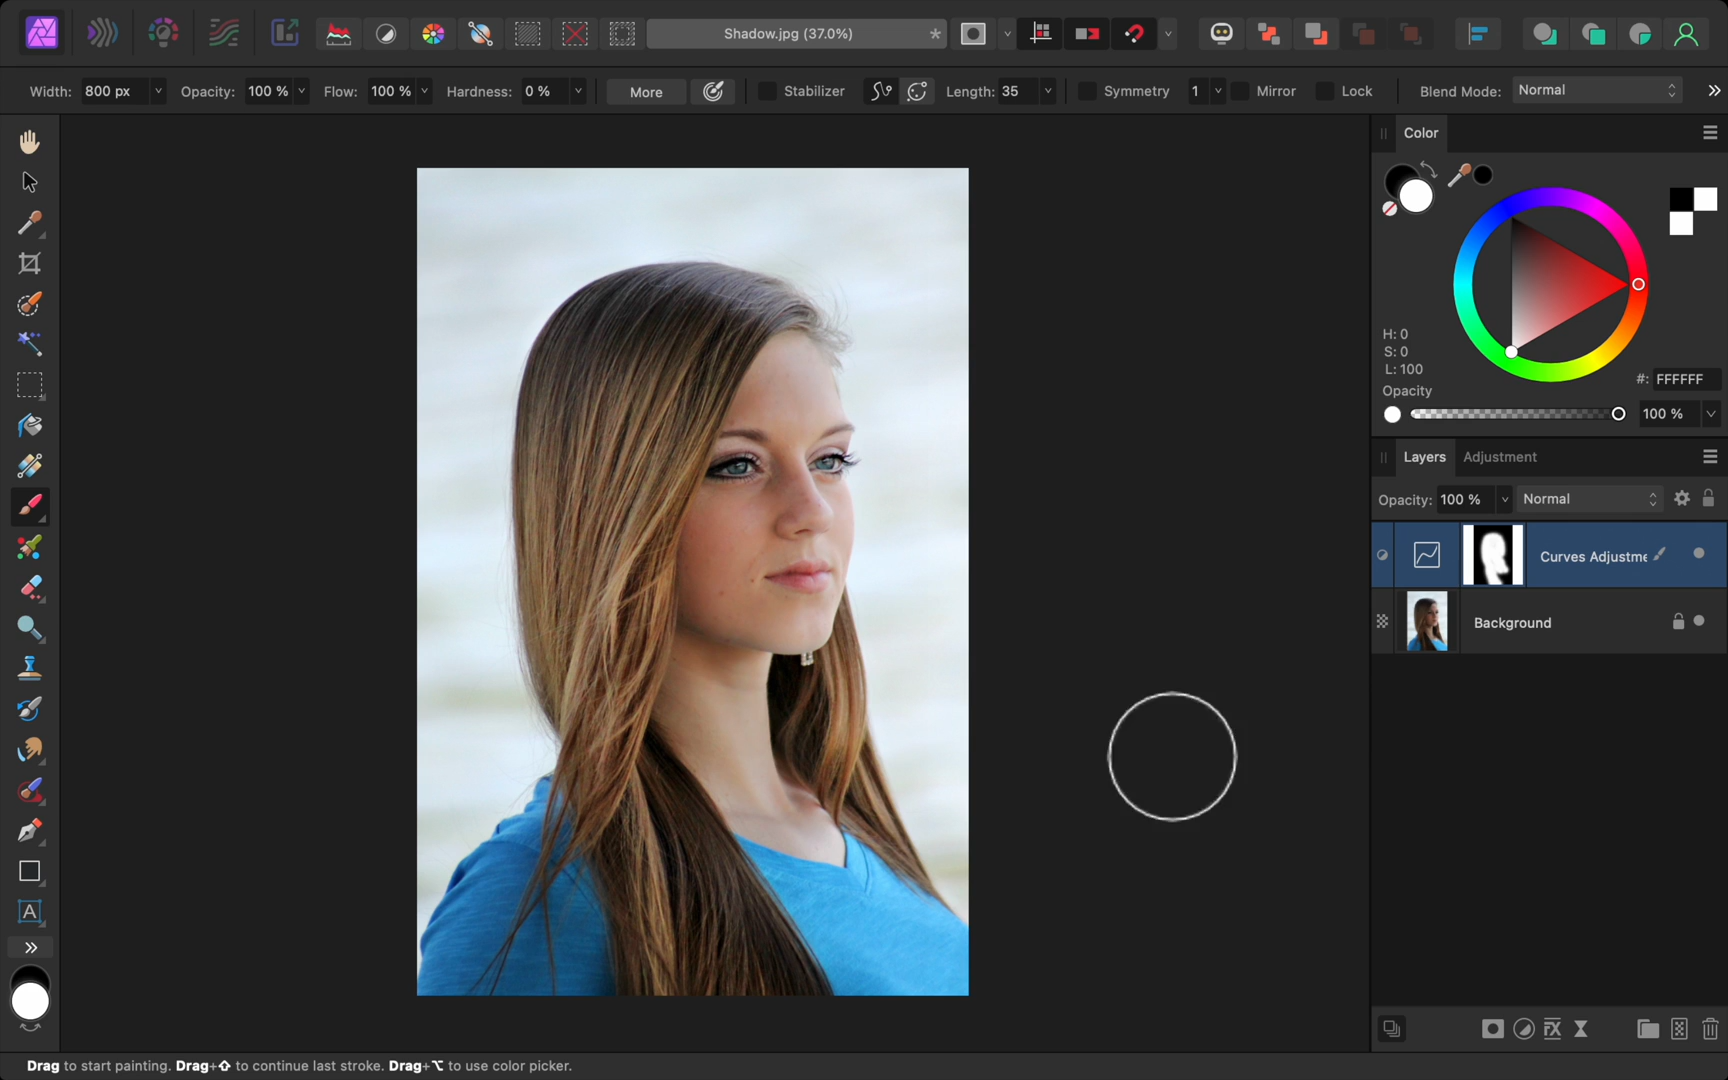 Shadow.jpg (37.0%)
*
Width: 800 px Opacity: 100 % Flow: 100 % Hardness: 0 % More Stabilizer Length: 35 Symmetry 1 Mirror Lock Blend Mode: Normal
Color
H: 0
S: 0
L: 100
#: FFFFFF
Opacity
100 %
Layers Adjustment
Opacity: 100 % Normal
Curves Adjustme
Background
A
FX
Drag to start painting. Drag+⇧ to continue last stroke. Drag+⌥ to use color picker.